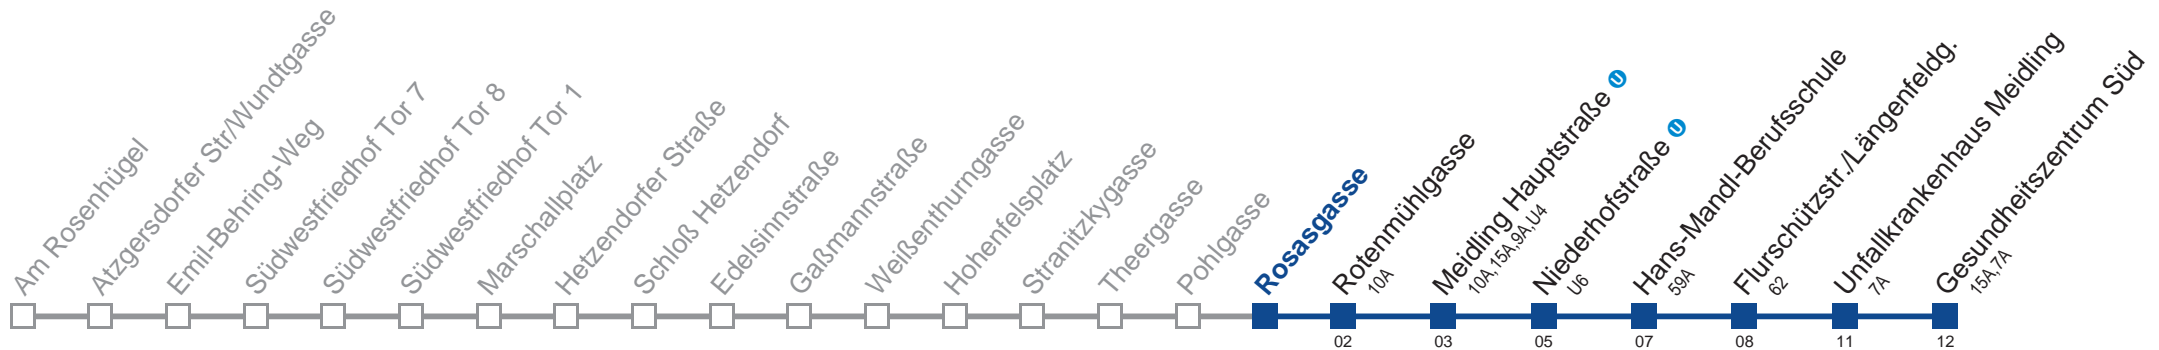 Am Rosenhügel
Atzgersdorfer Str/Wundtgasse
Emil-Behring-Weg
Südwestfriedhof Tor 7
Südwestfriedhof Tor 8
Südwestfriedhof Tor 1
Marschallplatz
Hetzendorfer Straße
Schloß Hetzendorf
Edelsinnstraße
Gaßmannstraße
Weißenthurngasse
Hohenfelsplatz
Stranitzkygasse
Theergasse
Pohlgasse
Rosasgasse
Rotenmühlgasse
10A
Meidling Hauptstraße U
10A,15A,9A,U4
Niederhofstraße U
U6
Hans-Mandl-Berufsschule
59A
Flurschützstr./Längenfeldg.
62
Unfallkrankenhaus Meidling
7A
Gesundheitszentrum Süd
15A,7A
02 03 05 07 08 11 12